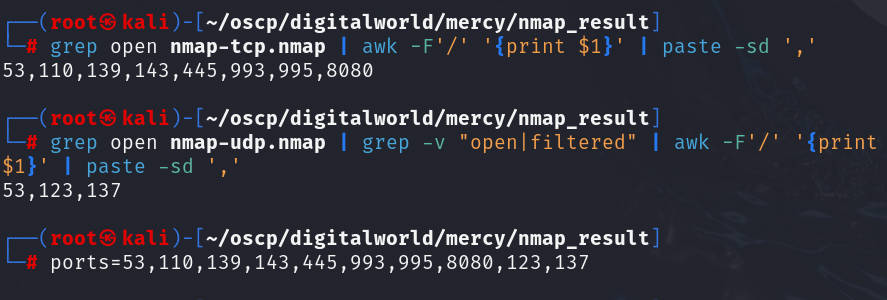 ┌──(root㉿kali)-[~/oscp/digitalworld/mercy/nmap_result]
└─# grep open nmap-tcp.nmap | awk -F'/' '{print $1}' | paste -sd ','
53,110,139,143,445,993,995,8080
┌──(root㉿kali)-[~/oscp/digitalworld/mercy/nmap_result]
└─# grep open nmap-udp.nmap | grep -v "open|filtered" | awk -F'/' '{print
$1}' | paste -sd ','
53,123,137
┌──(root㉿kali)-[~/oscp/digitalworld/mercy/nmap_result]
└─# ports=53,110,139,143,445,993,995,8080,123,137